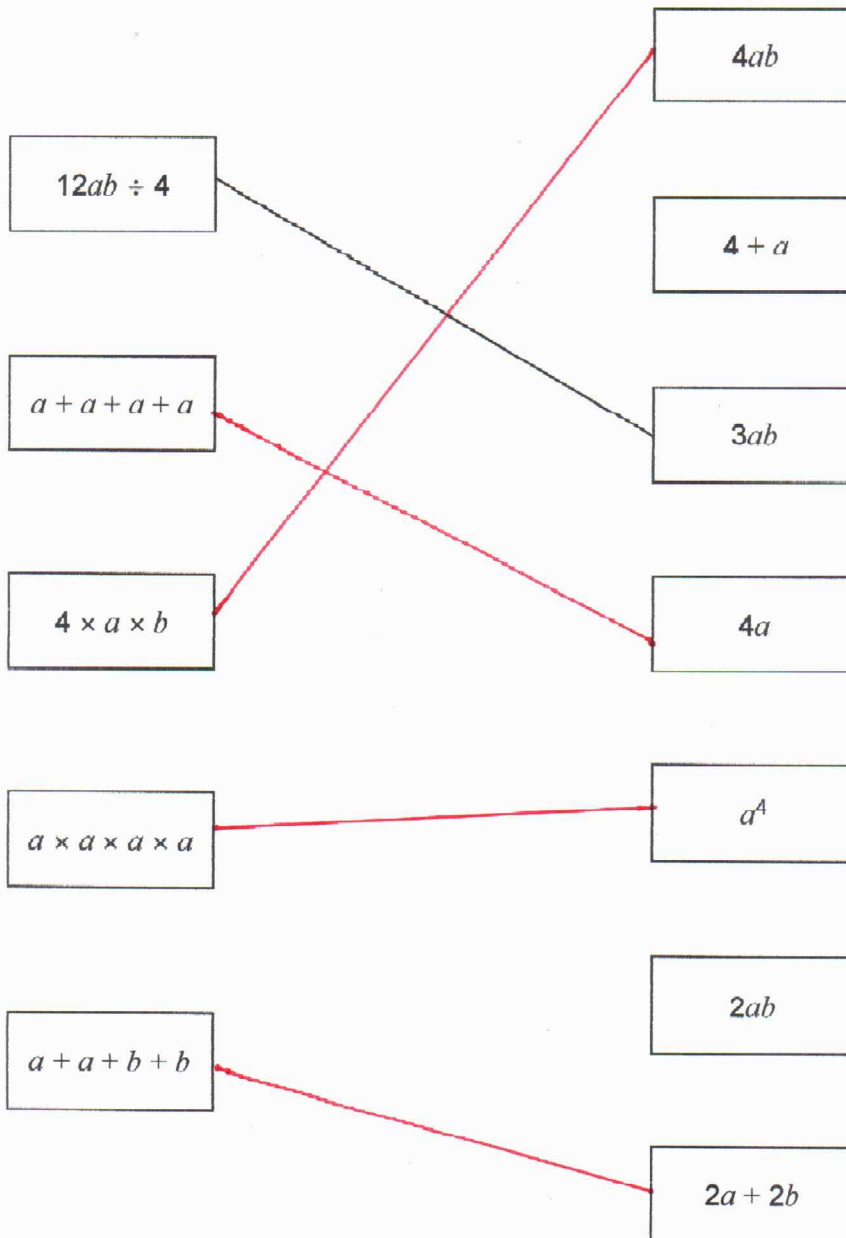 4ab
12ab ÷ 4
4 + a
a + a + a + a
3ab
4 × a × b
4a
a × a × a × a
a⁴
2ab
a + a + b + b
2a + 2b